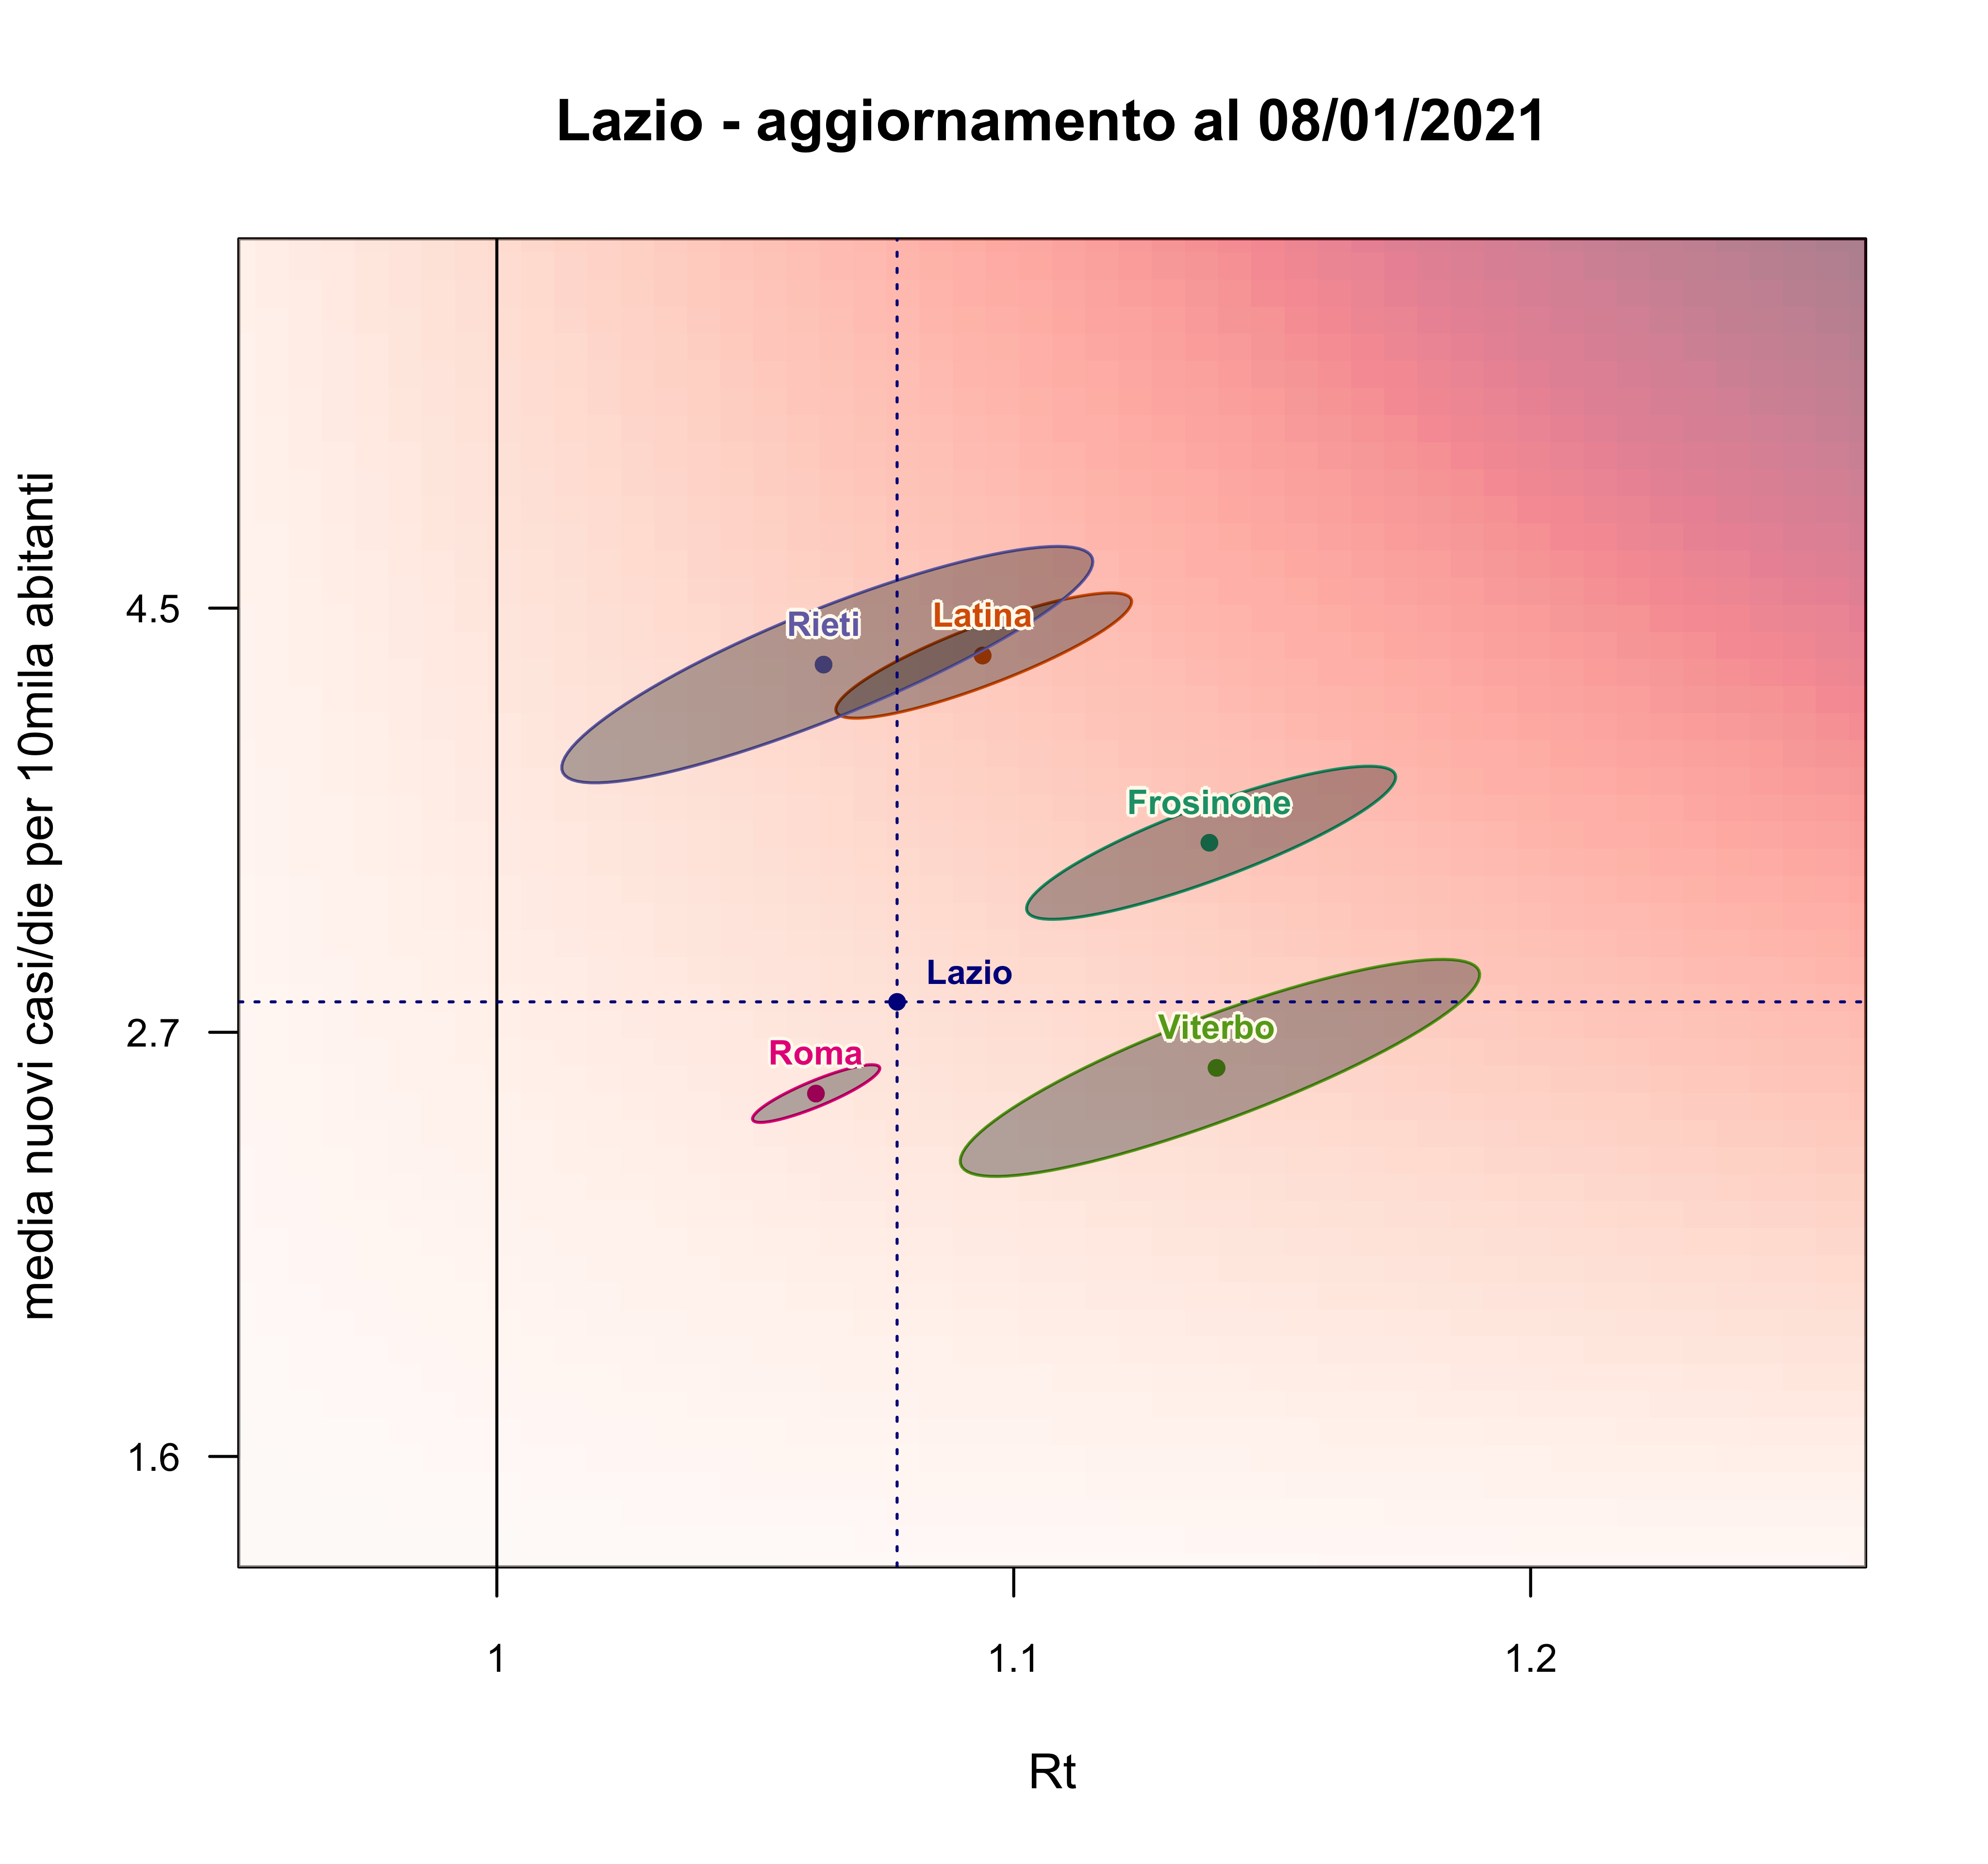 Lazio - aggiornamento al 08/01/2021
media nuovi casi/die per 10mila abitanti
4.5
2.7
1.6
Rieti
Latina
Frosinone
Lazio
Viterbo
Roma
1
1.1
1.2
Rt